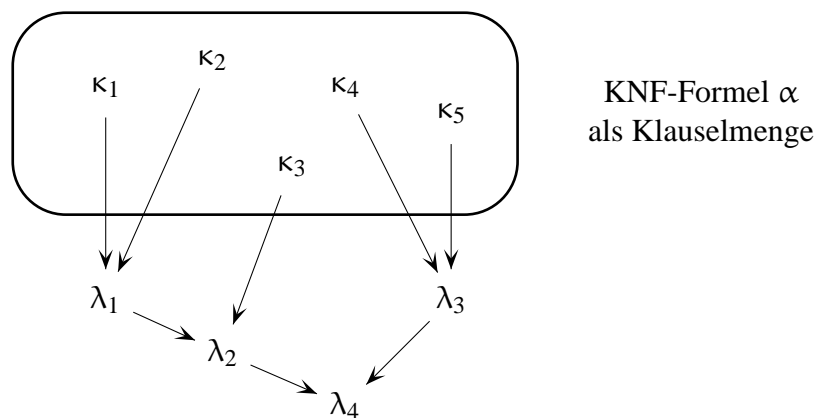 κ₁
κ₂
κ₄
κ₅
κ₃
KNF-Formel α
als Klauselmenge
λ₁
λ₃
λ₂
λ₄